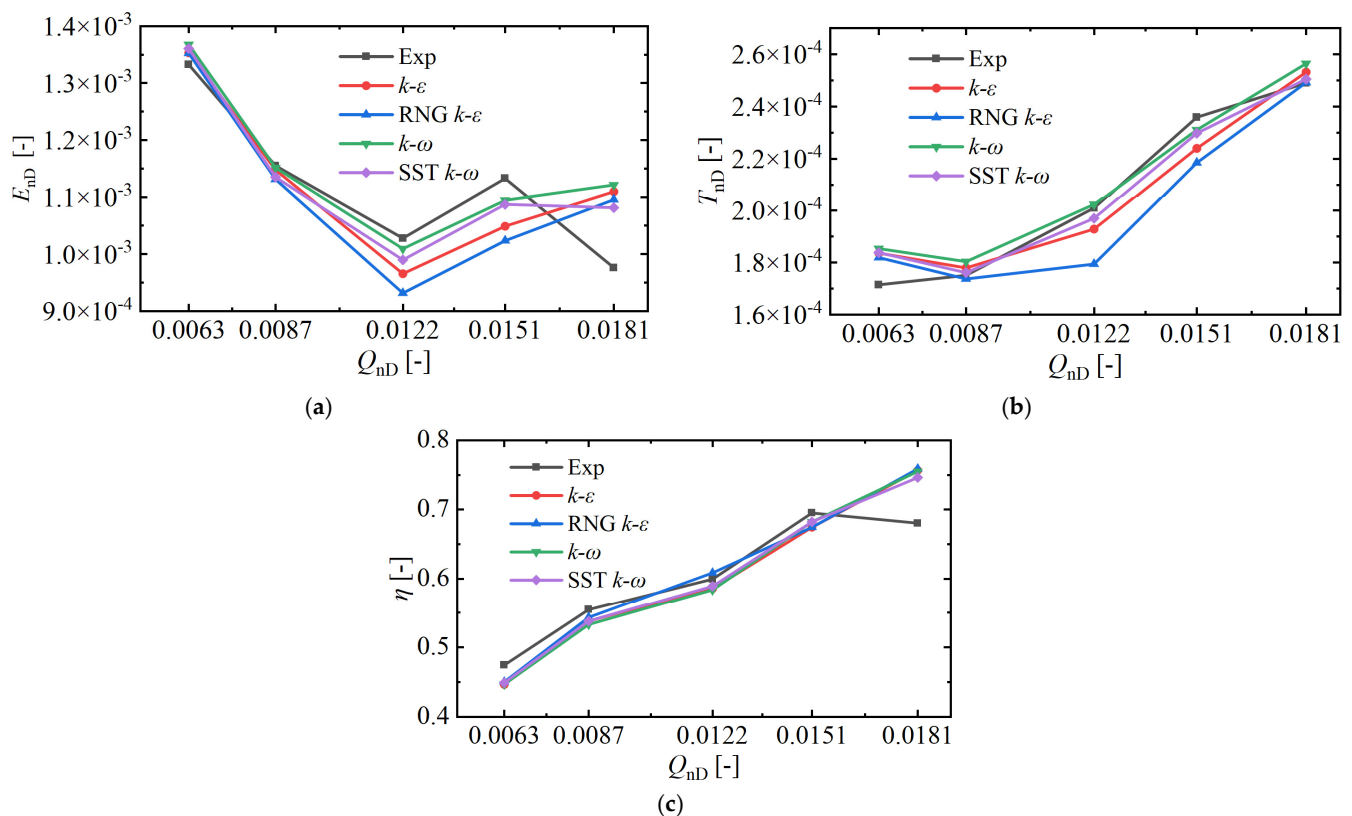 1.4×10⁻³
1.3×10⁻³
1.2×10⁻³
1.1×10⁻³
1.0×10⁻³
9.0×10⁻⁴
EnD [-]
Exp
k-ε
RNG k-ε
k-ω
SST k-ω
0.0063 0.0087 0.0122 0.0151 0.0181
QnD [-]
(a)
2.6×10⁻⁴
2.4×10⁻⁴
2.2×10⁻⁴
2.0×10⁻⁴
1.8×10⁻⁴
1.6×10⁻⁴
TnD [-]
Exp
k-ε
RNG k-ε
k-ω
SST k-ω
0.0063 0.0087 0.0122 0.0151 0.0181
QnD [-]
(b)
0.8
0.7
0.6
0.5
0.4
η [-]
Exp
k-ε
RNG k-ε
k-ω
SST k-ω
0.0063 0.0087 0.0122 0.0151 0.0181
QnD [-]
(c)